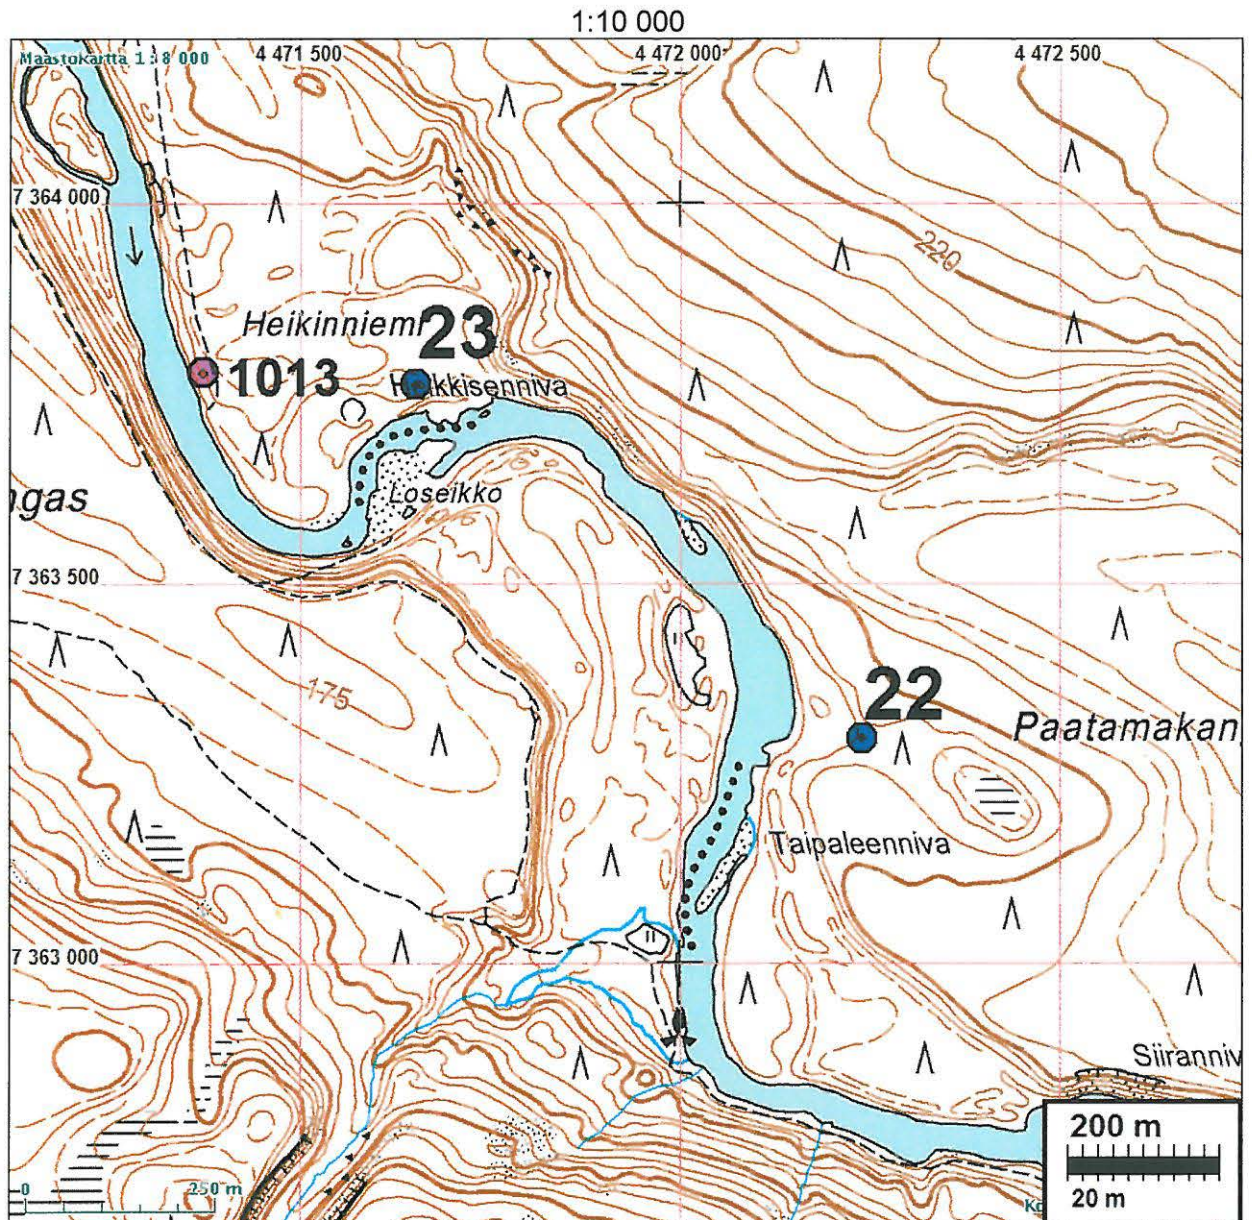 1:10 000
Maastokartta 1:8 000
4 471 500
4 472 000
4 472 500
7 364 000
220
Heikinniemi
23
1013
Heikkisenniva
ngas
Loseikko
7 363 500
175
22
Paatamakan
Taipaleenniva
7 363 000
Siiranniv
200 m
20 m
0
250 m